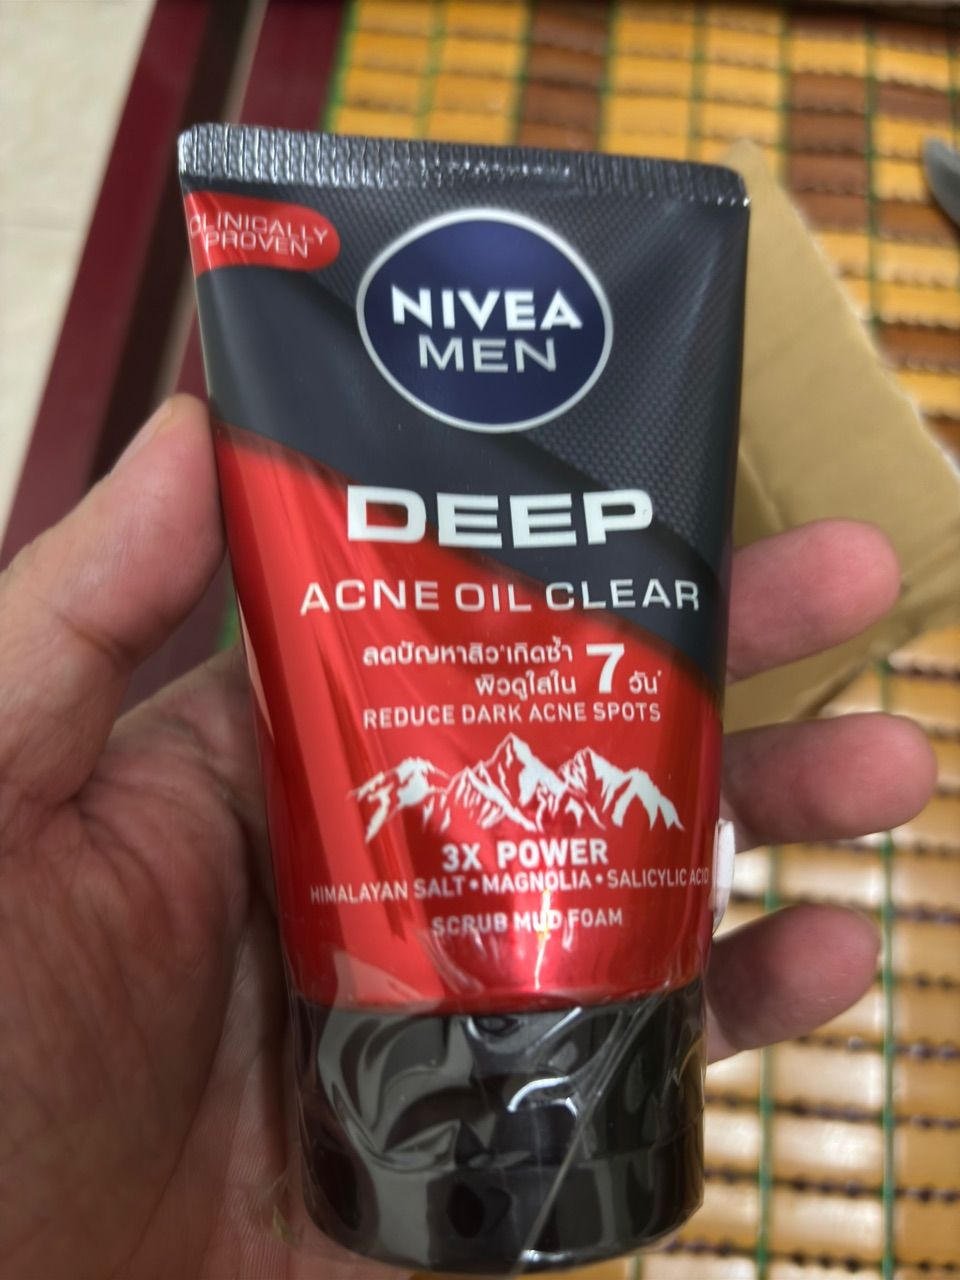 CLINICALLY
PROVEN
NIVEA
MEN
DEEP
ACNE OIL CLEAR
ลดปัญหาสิว*เกิดซ้ำ
ผิวดูใสใน 7 วัน*
REDUCE DARK ACNE SPOTS
3X POWER
HIMALAYAN SALT • MAGNOLIA • SALICYLIC ACID
SCRUB MUD FOAM